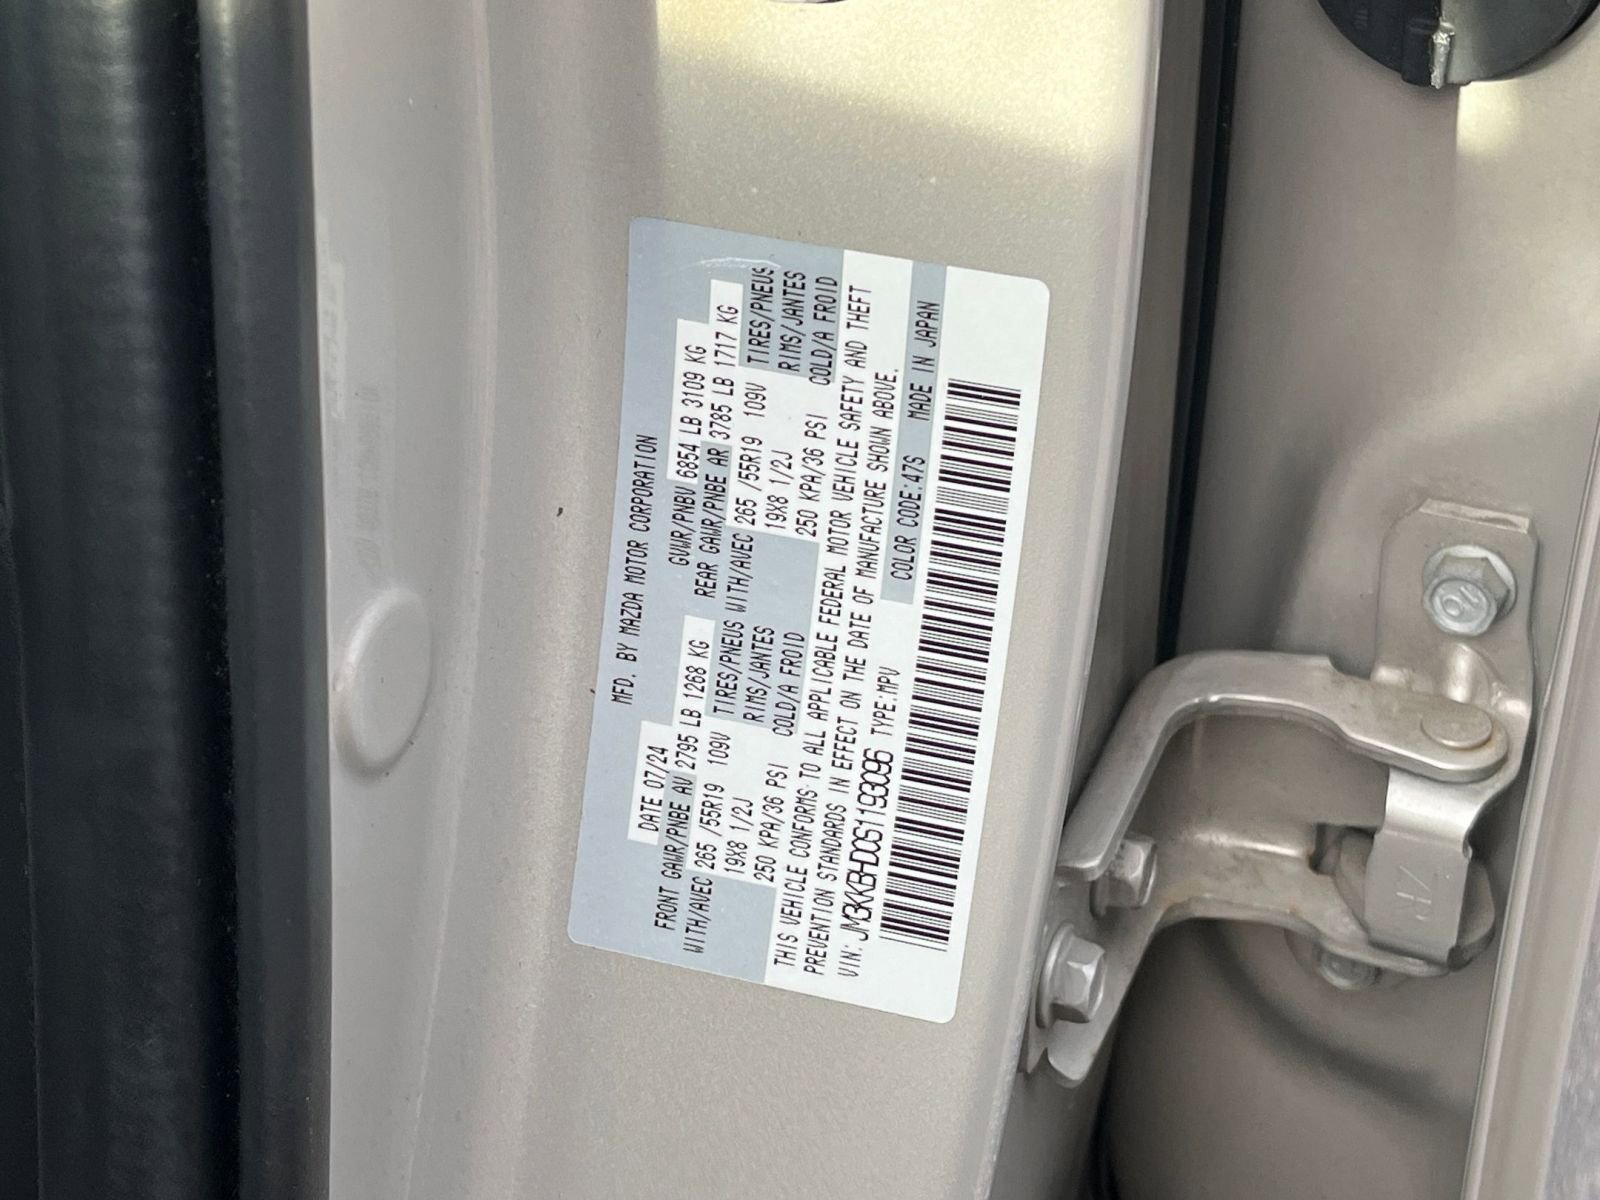 MFD. BY MAZDA MOTOR CORPORATION
DATE 07/24 GVWR/PNBV 6854 LB 3109 KG
FRONT GAWR/PNBE AV 2795 LB 1268 KG REAR GAWR/PNBE AR 3785 LB 1717 KG
WITH/AVEC 265 /55R19 109V TIRES/PNEUS WITH/AVEC 265 /55R19 109V TIRES/PNEUS
19X8 1/2J RIMS/JANTES 19X8 1/2J RIMS/JANTES
250 KPA/36 PSI COLD/A FROID 250 KPA/36 PSI COLD/A FROID
THIS VEHICLE CONFORMS TO ALL APPLICABLE FEDERAL MOTOR VEHICLE SAFETY AND THEFT
PREVENTION STANDARDS IN EFFECT ON THE DATE OF MANUFACTURE SHOWN ABOVE.
VIN: JM3KKBHD0S1193096 TYPE:MPV COLOR CODE:47S MADE IN JAPAN
10